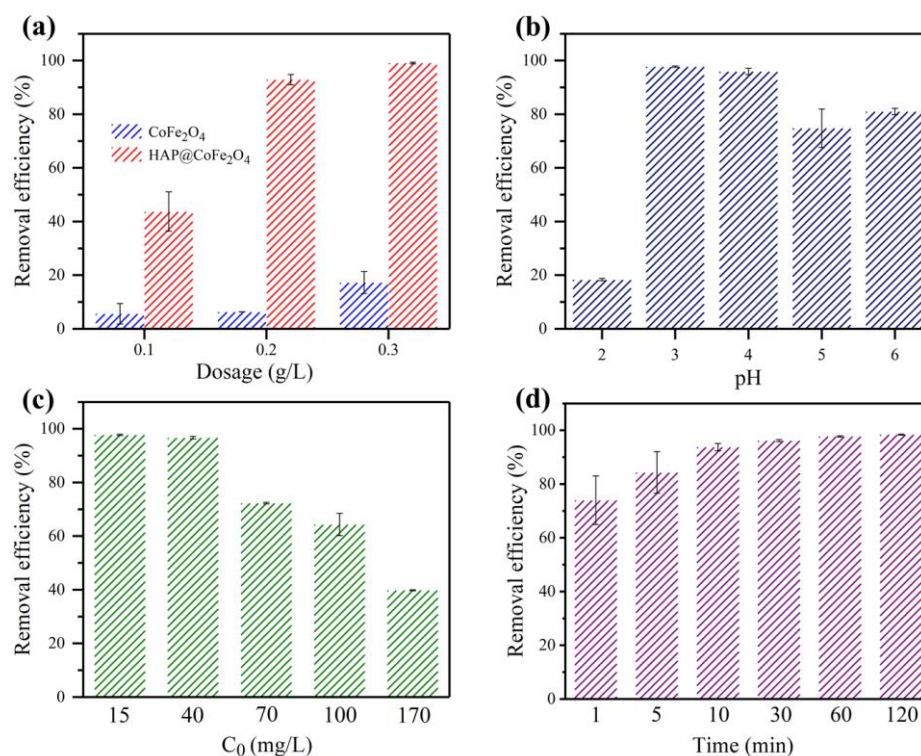 (a)
Removal efficiency (%)
100
80
60
40
20
0
CoFe₂O₄
HAP@CoFe₂O₄
0.1 0.2 0.3
Dosage (g/L)
(b)
Removal efficiency (%)
100
80
60
40
20
0
2 3 4 5 6
pH
(c)
Removal efficiency (%)
100
80
60
40
20
0
15 40 70 100 170
C₀ (mg/L)
(d)
Removal efficiency (%)
100
80
60
40
20
0
1 5 10 30 60 120
Time (min)